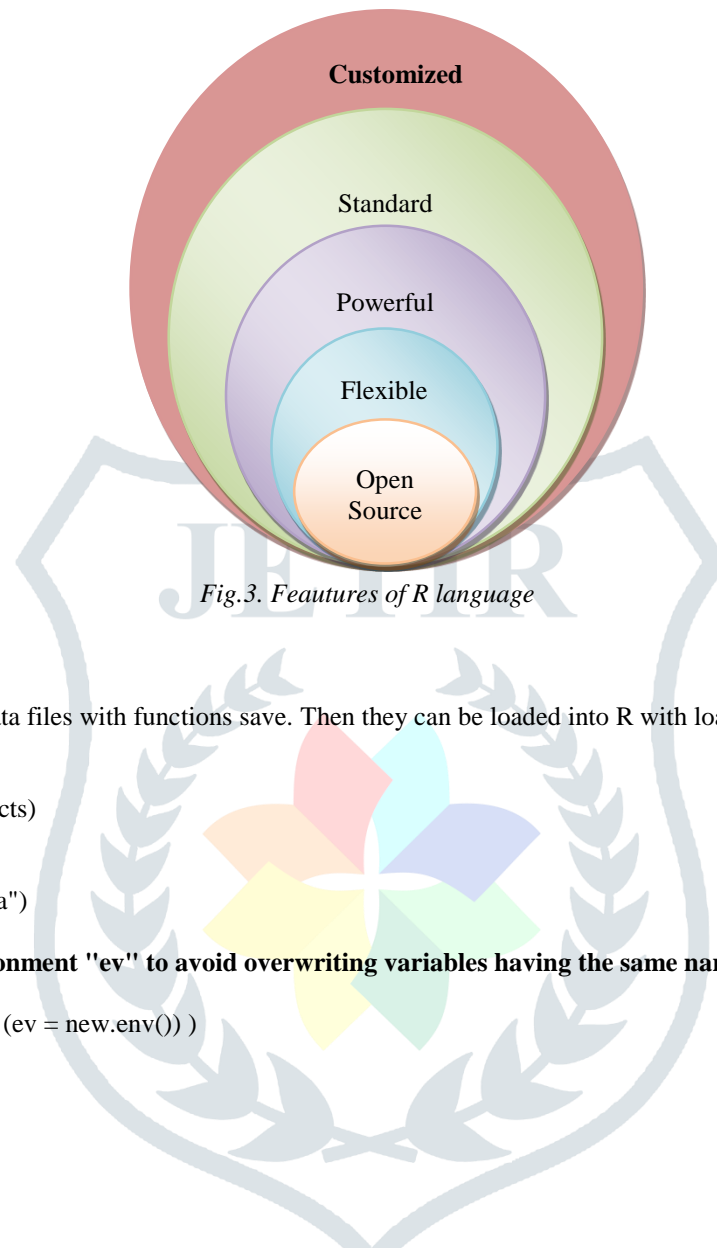 Customized
Standard
Powerful
Flexible
Open
Source
JETIR
Fig.3. Feautures of R language
ta files with functions save. Then they can be loaded into R with loa
cts)
a")
onment "ev" to avoid overwriting variables having the same nar
(ev = new.env()) )